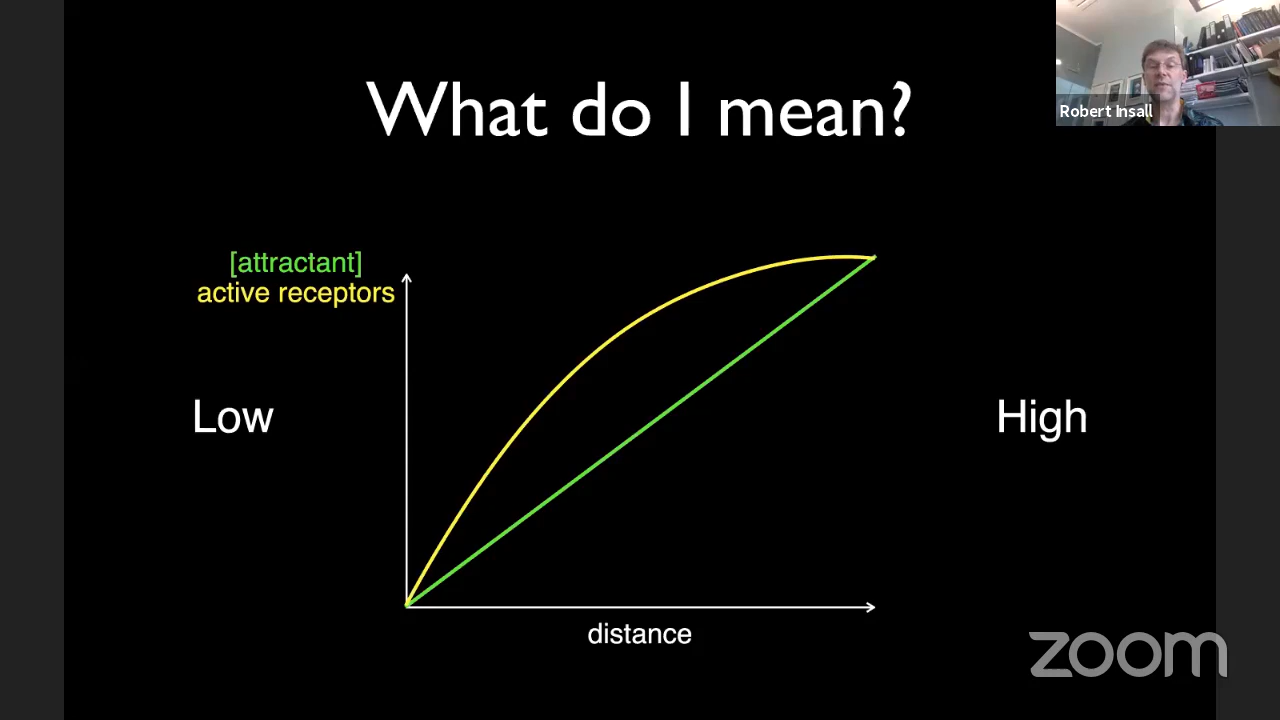 What do I mean?
Robert Insall
[attractant]
active receptors
Low
High
distance
zoom